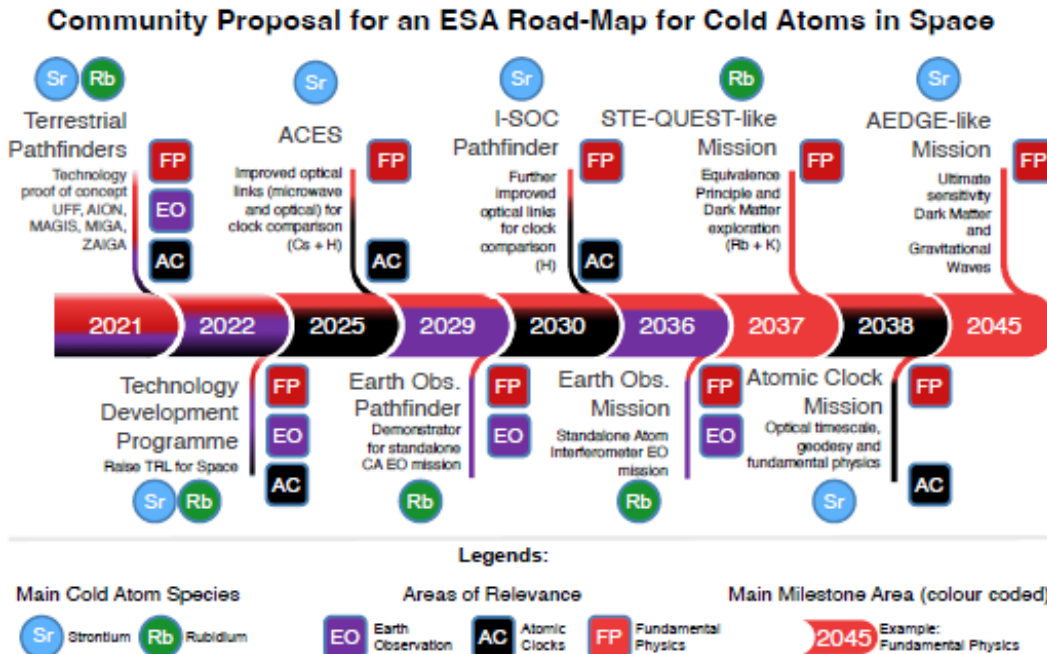 Community Proposal for an ESA Road-Map for Cold Atoms in Space
Sr Rb
Terrestrial
Pathfinders
Technology
proof of concept
UFF, AION,
MAGIS, MIGA,
ZAIGA
FP
EO
AC
Sr
ACES
Improved optical
links (microwave
and optical) for
clock comparison
(Cs + H)
FP
AC
Sr
I-SOC
Pathfinder
Further
improved
optical links
for clock
comparison
(H)
FP
AC
Rb
STE-QUEST-like
Mission
Equivalence
Principle and
Dark Matter
exploration
(Rb + K)
FP
Sr
AEDGE-like
Mission
Ultimate
sensitivity
Dark Matter
and
Gravitational
Waves
FP
2021 2022 2025 2029 2030 2036 2037 2038 2045
Technology
Development
Programme
Raise TRL for Space
Sr Rb
FP
EO
AC
Earth Obs.
Pathfinder
Demonstrator
for standalone
CA EO mission
Rb
FP
EO
Earth Obs.
Mission
Standalone Atom
Interferometer EO
mission
Rb
FP
EO
Atomic Clock
Mission
Optical timescale,
geodesy and
fundamental physics
Sr
FP
AC
Legends:
Main Cold Atom Species
Sr Strontium Rb Rubidium
Areas of Relevance
EO Earth
Observation
AC Atomic
Clocks
FP Fundamental
Physics
Main Milestone Area (colour coded)
2045 Example:
Fundamental Physics